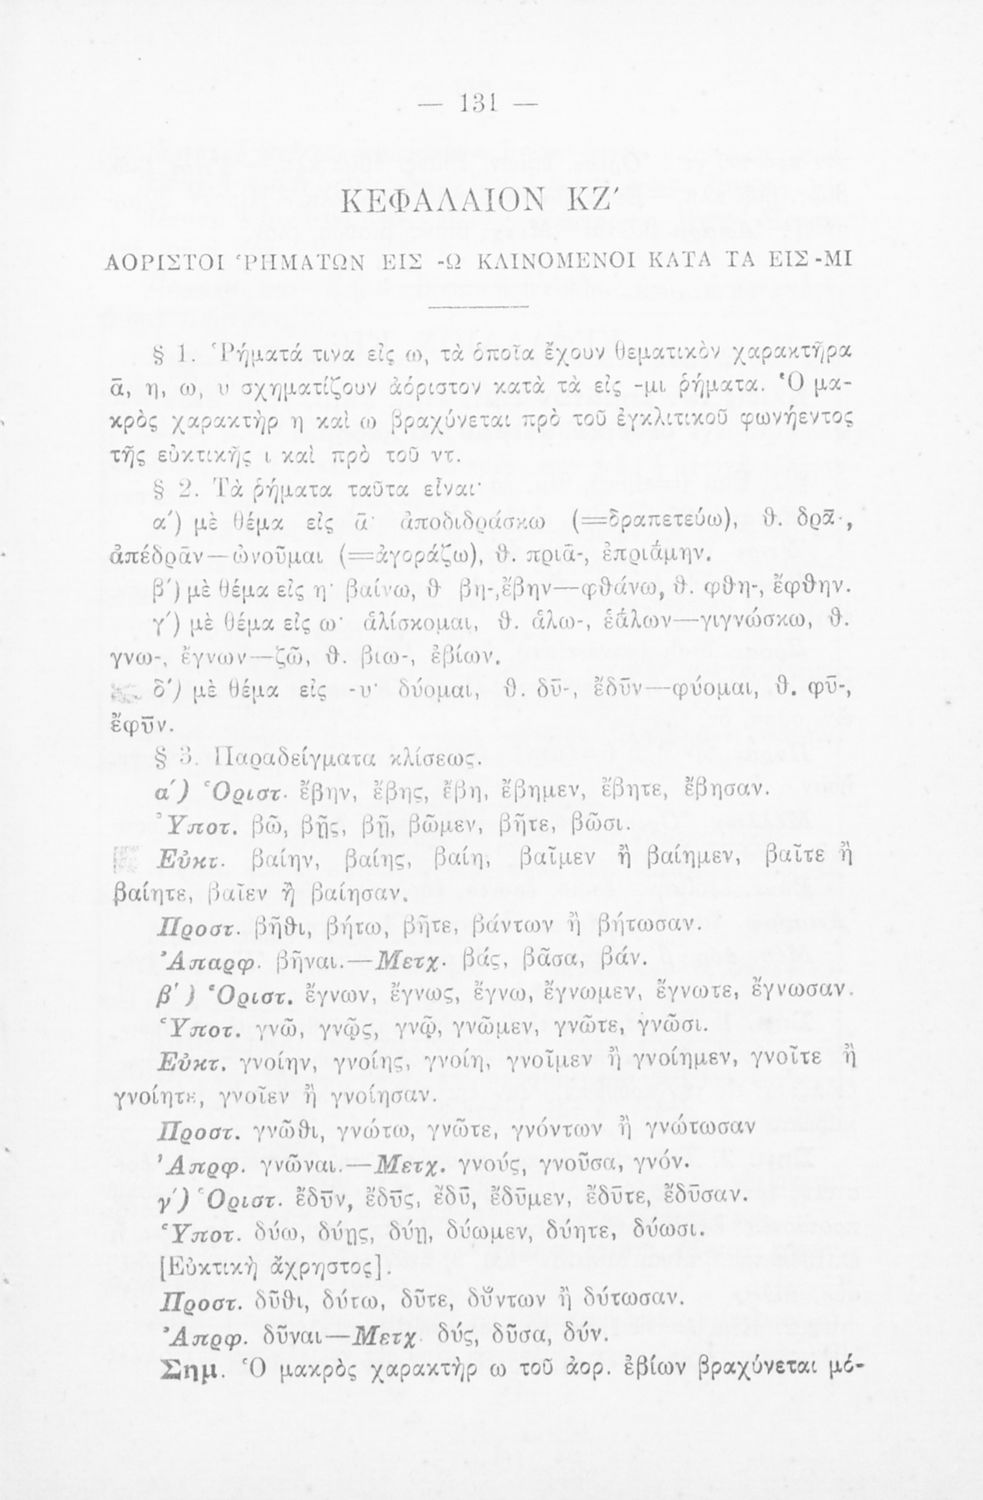 — 131 —
ΚΕΦΑΛΑΙΟΝ ΚΖ΄
ΑΟΡΙΣΤΟΙ ῬΗΜΑΤΩΝ ΕΙΣ -Ω ΚΛΙΝΟΜΕΝΟΙ ΚΑΤΑ ΤΑ ΕΙΣ -ΜΙ
§ 1. Ῥήματά τινα εἰς ω, τὰ ὁποῖα ἔχουν θεματικὸν χαρακτῆρα
ᾱ, η, ω, υ σχηματίζουν ἀόριστον κατὰ τὰ εἰς -μι ῥήματα. Ὁ μα-
κρὸς χαρακτὴρ η καὶ ω βραχύνεται πρὸ τοῦ ἐγκλιτικοῦ φωνήεντος
τῆς εὐκτικῆς ι καὶ πρὸ τοῦ ντ.
§ 2. Τὰ ῥήματα ταῦτα εἶναι·
α΄) μὲ θέμα εἰς ᾱ· ἀποδιδράσκω (=δραπετεύω), θ. δρᾱ-,
ἀπέδρᾱν—ὠνοῦμαι (=ἀγοράζω), θ. πριᾰ-, ἐπριάμην.
β΄) μὲ θέμα εἰς η· βαίνω, θ. βη-, ἔβην—φθάνω, θ. φθη-, ἔφθην.
γ΄) μὲ θέμα εἰς ω· ἁλίσκομαι, θ. ἁλω-, ἑάλων—γιγνώσκω, θ.
γνω-, ἔγνων—ζῶ, θ. βιω-, ἐβίων.
δ΄) μὲ θέμα εἰς -υ· δύομαι, θ. δῡ-, ἔδῡν—φύομαι, θ. φῡ-,
ἔφῡν.
§ 3. Παραδείγματα κλίσεως.
α΄) Ὁριστ. ἔβην, ἔβης, ἔβη, ἔβημεν, ἔβητε, ἔβησαν.
Ὑποτ. βῶ, βῇς, βῇ, βῶμεν, βῆτε, βῶσι.
Εὐκτ. βαίην, βαίης, βαίη, βαῖμεν ἢ βαίημεν, βαῖτε ἢ
βαίητε, βαῖεν ἢ βαίησαν.
Προστ. βῆθι, βήτω, βῆτε, βάντων ἢ βήτωσαν.
Ἀπαρφ. βῆναι.—Μετχ. βάς, βᾶσα, βάν.
β΄) Ὁριστ. ἔγνων, ἔγνως, ἔγνω, ἔγνωμεν, ἔγνωτε, ἔγνωσαν.
Ὑποτ. γνῶ, γνῷς, γνῷ, γνῶμεν, γνῶτε, γνῶσι.
Εὐκτ. γνοίην, γνοίης, γνοίη, γνοῖμεν ἢ γνοίημεν, γνοῖτε ἢ
γνοίητε, γνοῖεν ἢ γνοίησαν.
Προστ. γνῶθι, γνώτω, γνῶτε, γνόντων ἢ γνώτωσαν
Ἀπρφ. γνῶναι.—Μετχ. γνούς, γνοῦσα, γνόν.
γ΄) Ὁριστ. ἔδῡν, ἔδῡς, ἔδῡ, ἔδῡμεν, ἔδῡτε, ἔδῡσαν.
Ὑποτ. δύω, δύῃς, δύῃ, δύωμεν, δύητε, δύωσι.
[Εὐκτικὴ ἄχρηστος].
Προστ. δῦθι, δύτω, δῦτε, δύντων ἢ δύτωσαν.
Ἀπρφ. δῦναι—Μετχ. δύς, δῦσα, δύν.
Σημ. Ὁ μακρὸς χαρακτὴρ ω τοῦ ἀορ. ἐβίων βραχύνεται μό-